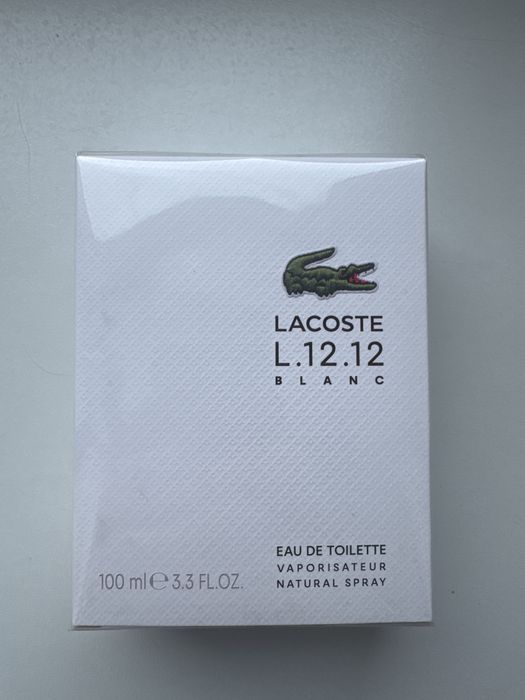 LACOSTE
L.12.12
BLANC
EAU DE TOILETTE
VAPORISATEUR
NATURAL SPRAY
100 ml ℮ 3.3 FL.OZ.